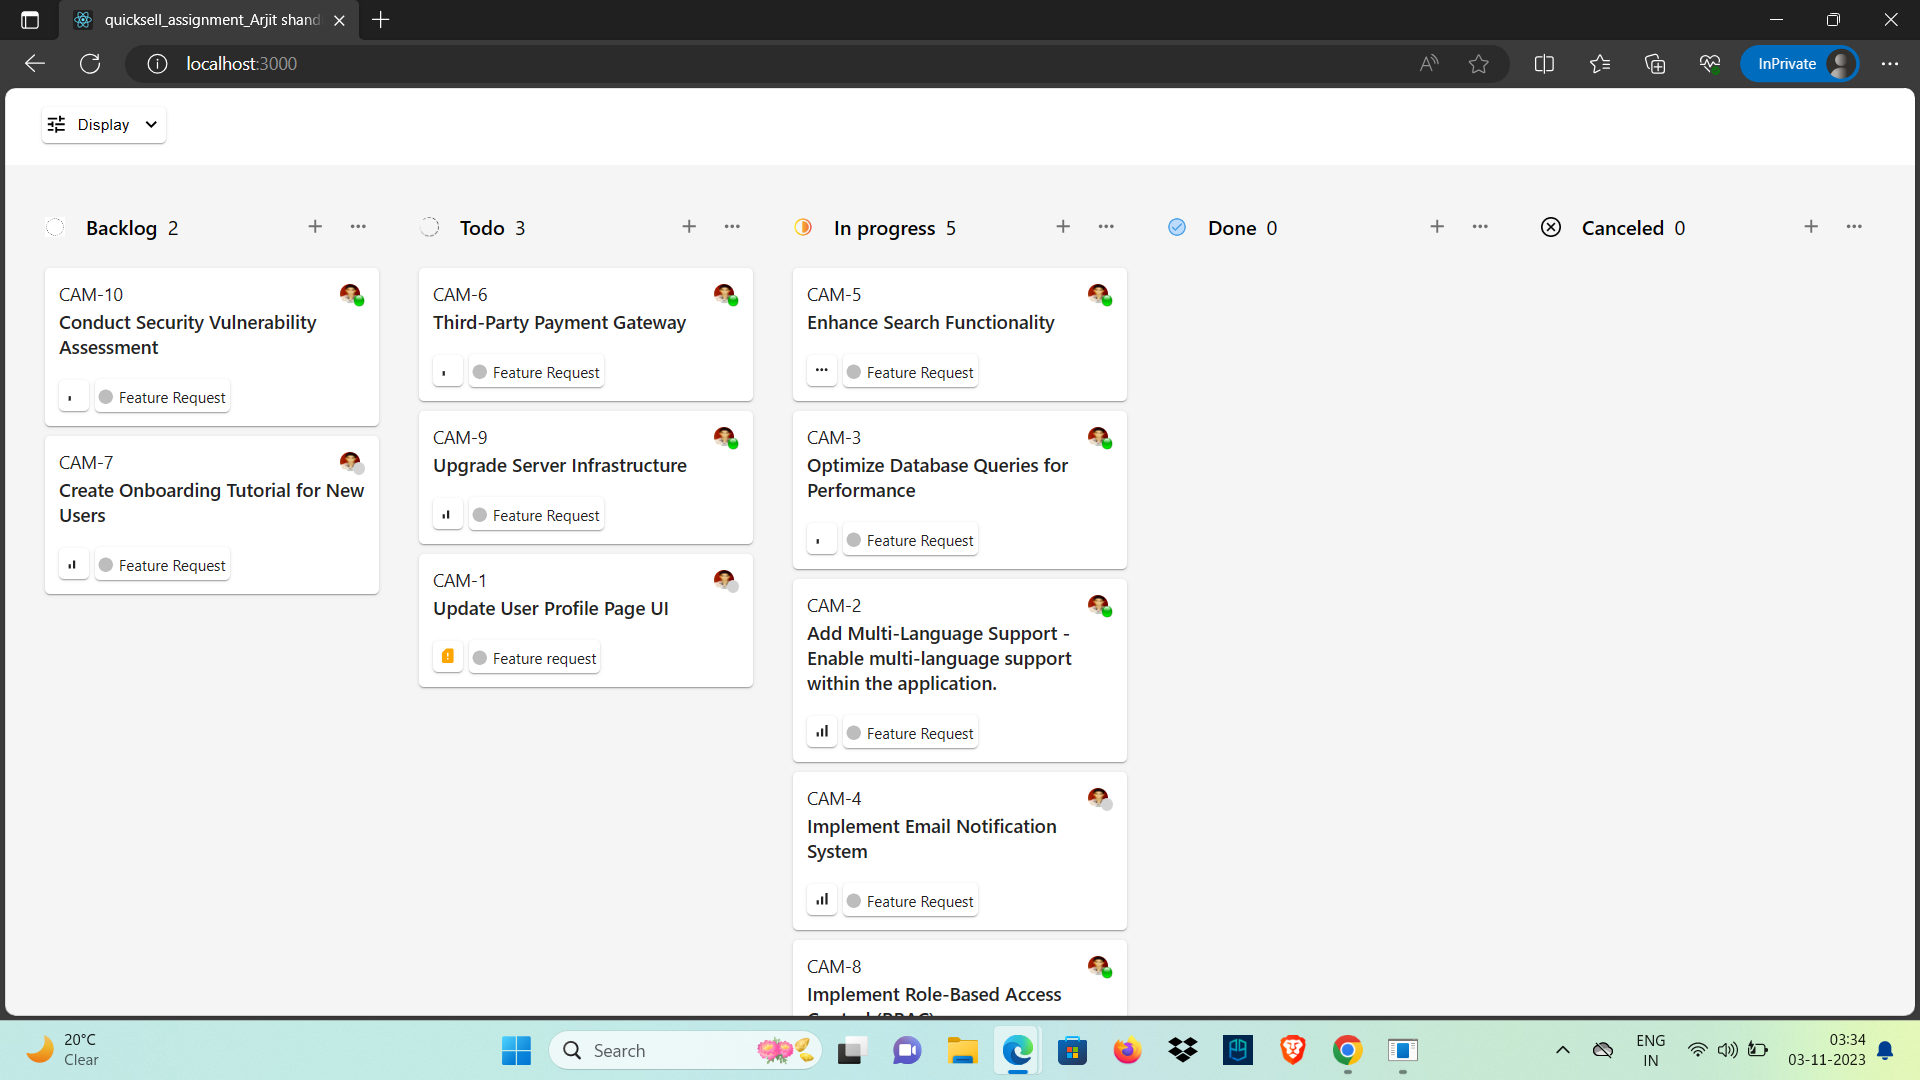 quicksell_assignment_Arjit shand
localhost:3000
InPrivate
Display
Backlog 2
Todo 3
In progress 5
Done 0
Canceled 0
CAM-10
Conduct Security Vulnerability
Assessment
Feature Request
CAM-7
Create Onboarding Tutorial for New
Users
Feature Request
CAM-6
Third-Party Payment Gateway
Feature Request
CAM-9
Upgrade Server Infrastructure
Feature Request
CAM-1
Update User Profile Page UI
Feature request
CAM-5
Enhance Search Functionality
Feature Request
CAM-3
Optimize Database Queries for
Performance
Feature Request
CAM-2
Add Multi-Language Support -
Enable multi-language support
within the application.
Feature Request
CAM-4
Implement Email Notification
System
Feature Request
CAM-8
Implement Role-Based Access
Control (RBAC)
20°C
Clear
Search
ENG
IN
03:34
03-11-2023